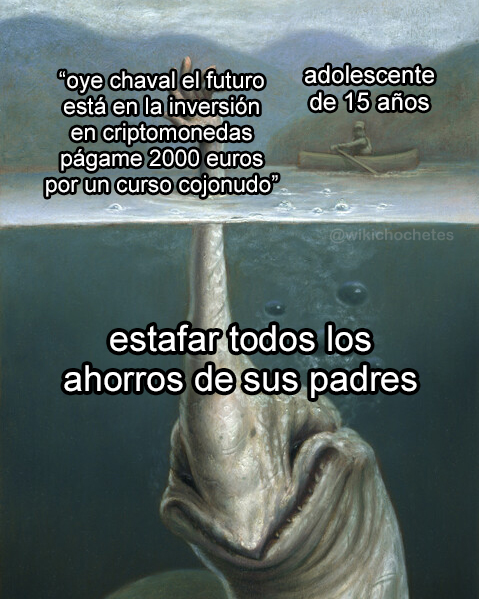 “oye chaval el futuro
está en la inversión
en criptomonedas
págame 2000 euros
por un curso cojonudo”
adolescente
de 15 años
@wikichochetes
estafar todos los
ahorros de sus padres